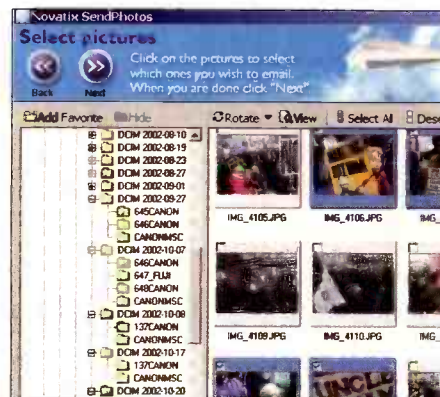 Novatix SendPhotos
Select pictures
Click on the pictures to select
which ones you wish to email.
When you are done click "Next"
Back
Next
Add Favorite
Hide
Rotate
View
Select All
DCIM 2002-08-10
DCIM 2002-08-19
DCIM 2002-08-23
DCIM 2002-08-27
DCIM 2002-09-01
DCIM 2002-09-27
645CANON
646CANON
CANONMSC
DCIM 2002-10-07
646CANON
647_FUJI
648CANON
CANONMSC
DCIM 2002-10-08
137CANON
CANONMSC
DCIM 2002-10-17
137CANON
CANONMSC
DCIM 2002-10-20
IMG_4105.JPG
IMG_4106.JPG
IMG_4109.JPG
IMG_4110.JPG
UNCLE